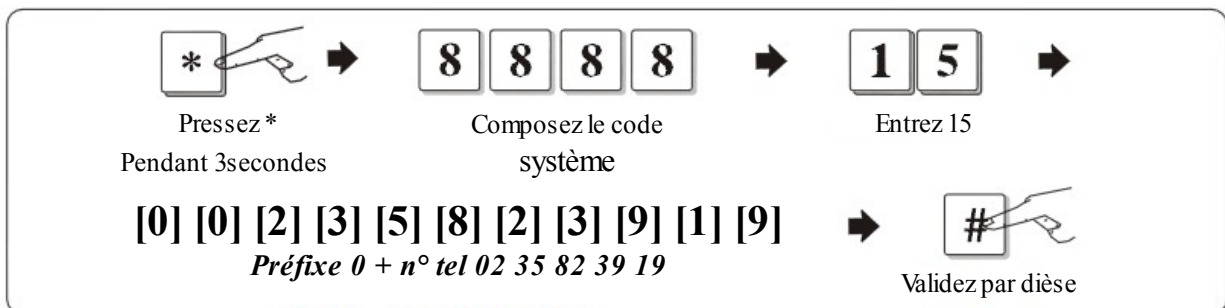 * 8 8 8 8 1 5
Pressez * Composez le code Entrez 15
Pendant 3secondes système
[0] [0] [2] [3] [5] [8] [2] [3] [9] [1] [9] #
Préfixe 0 + n° tel 02 35 82 39 19
Validez par dièse